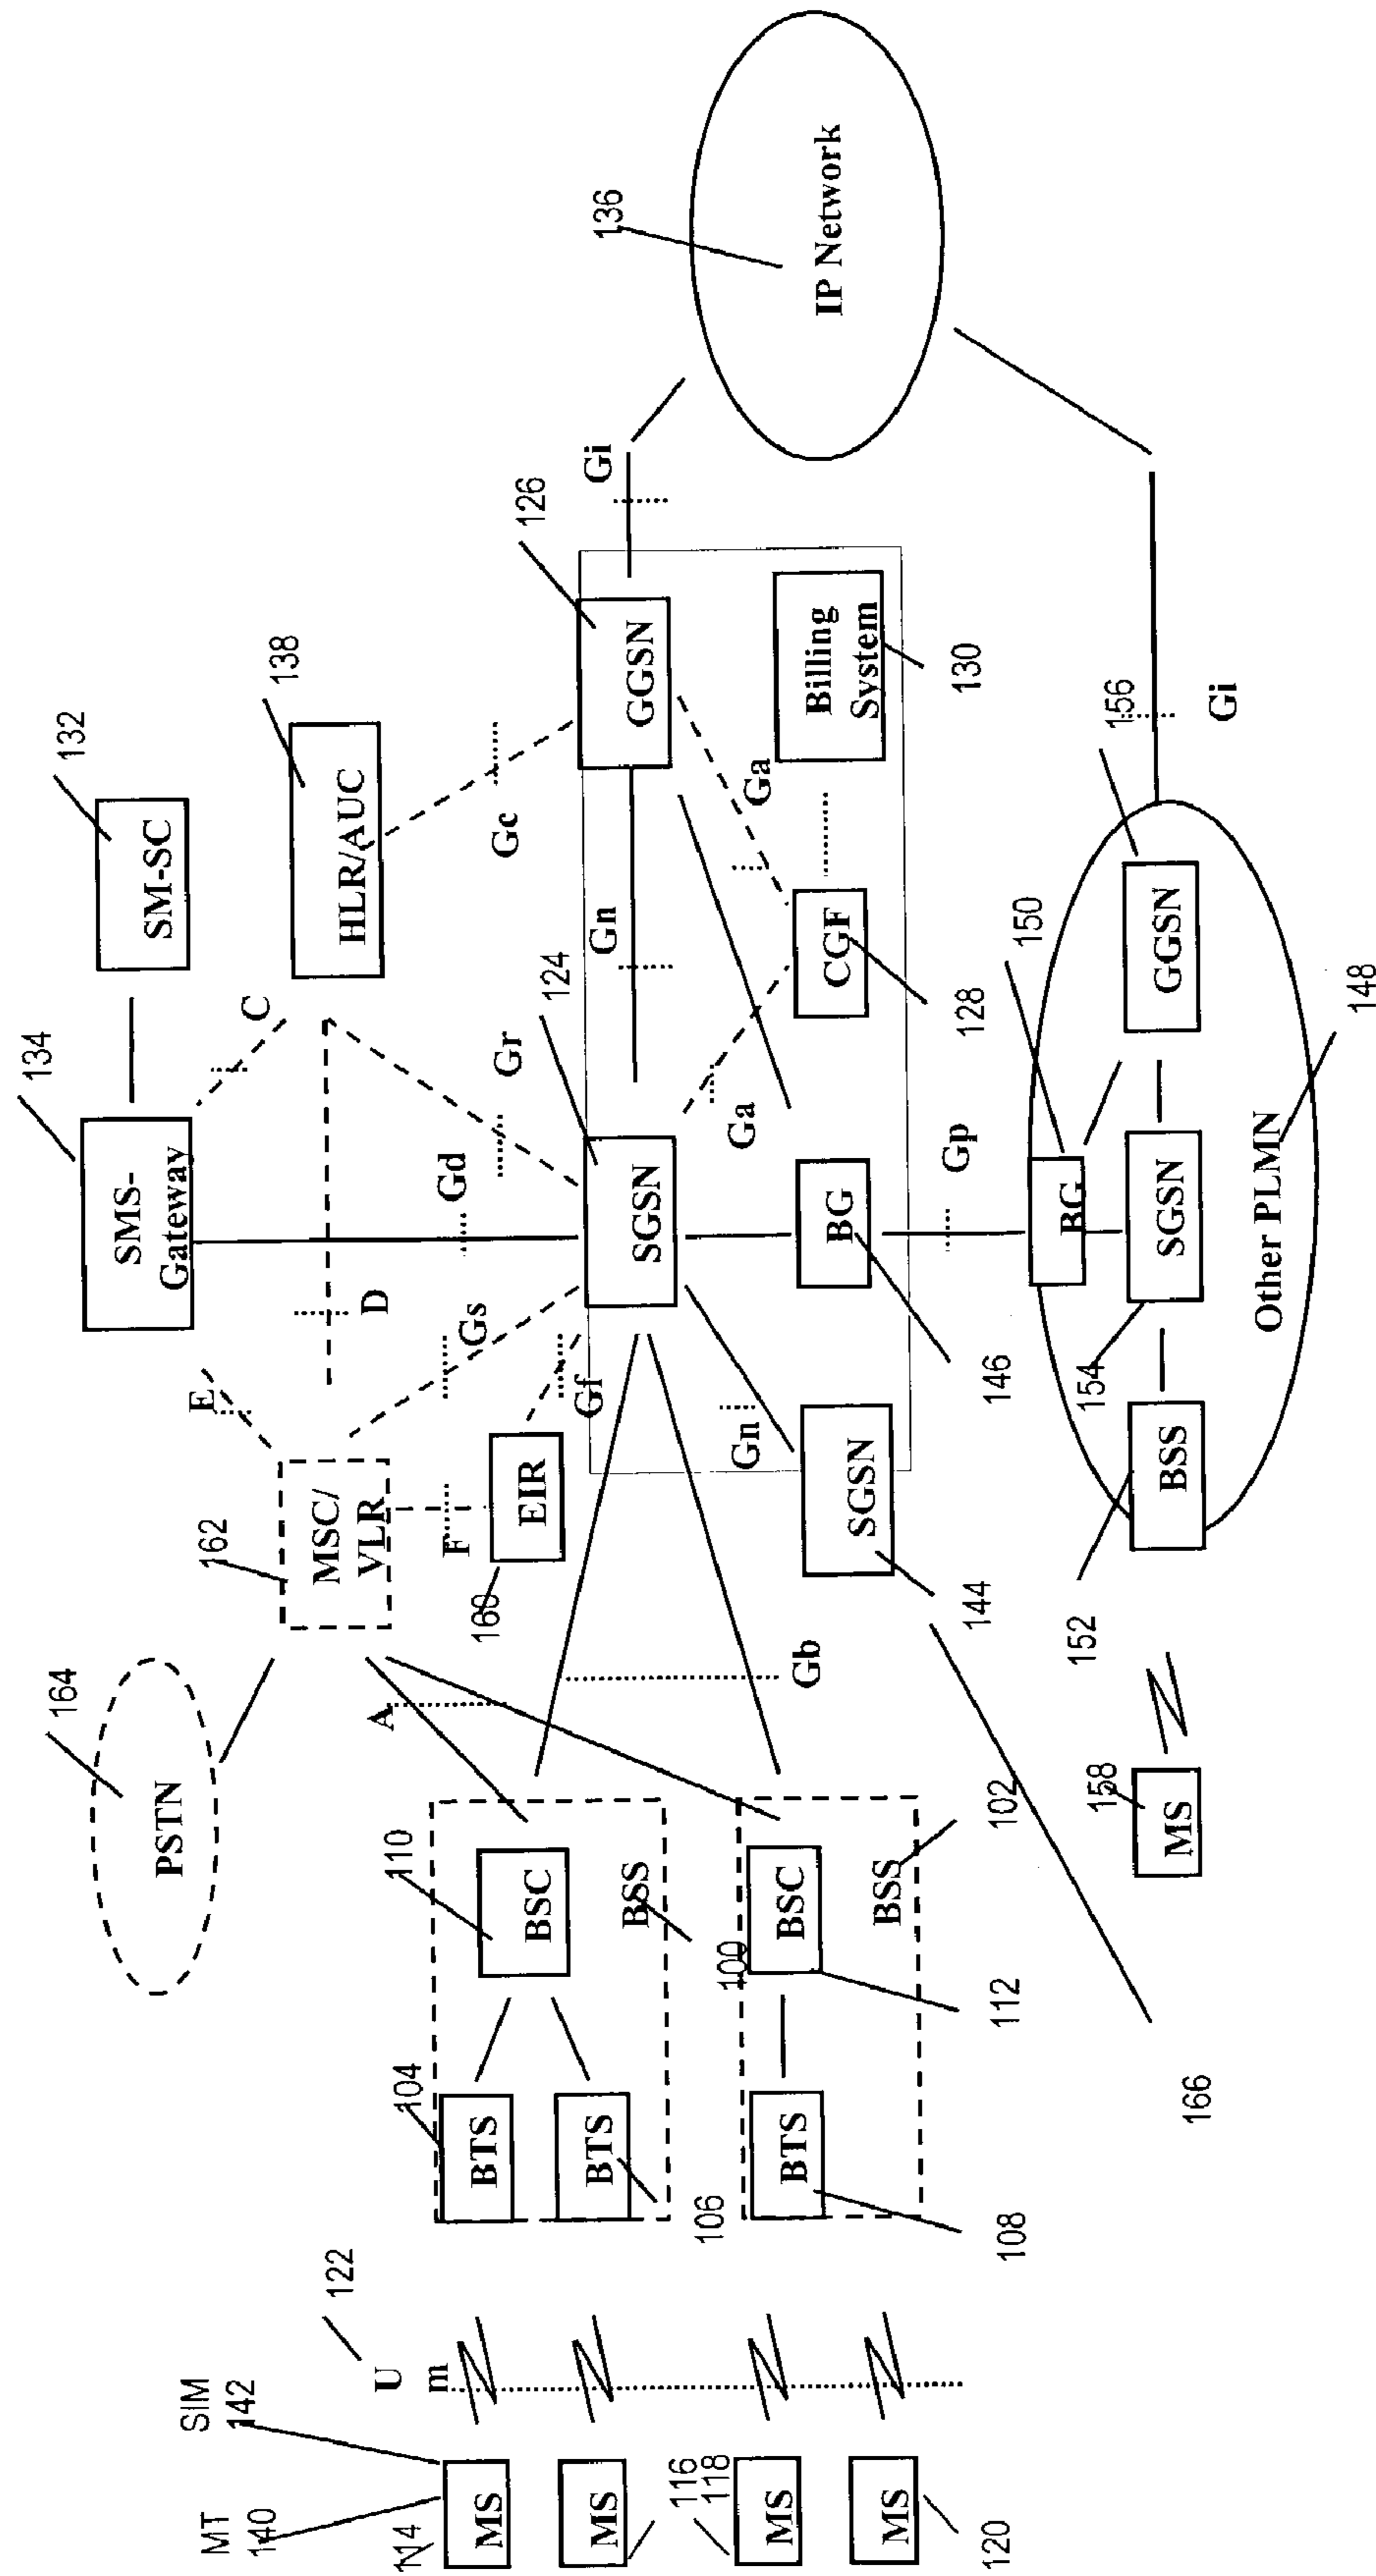 MT
140
SIM
142
U
m
122
114
MS
MS
116
118
MS
MS
120
164
PSTN
104
BTS
BTS
106
110
BSC
BSS
100
BTS
108
BSC
112
BSS
102
166
162
MSC/
VLR
A
Gb
E
F
160
EIR
Gf
Gs
D
134
SMS-
Gateway
C
132
SM-SC
138
HLR/AUC
Gd
Gr
Gc
124
SGSN
Gn
126
GGSN
Gi
136
IP Network
Gn
SGSN
144
BG
146
Ga
CGF
128
Ga
Billing
System
130
Gp
150
BG
156
GGSN
Gi
154
SGSN
152
BSS
Other PLMN
148
158
MS